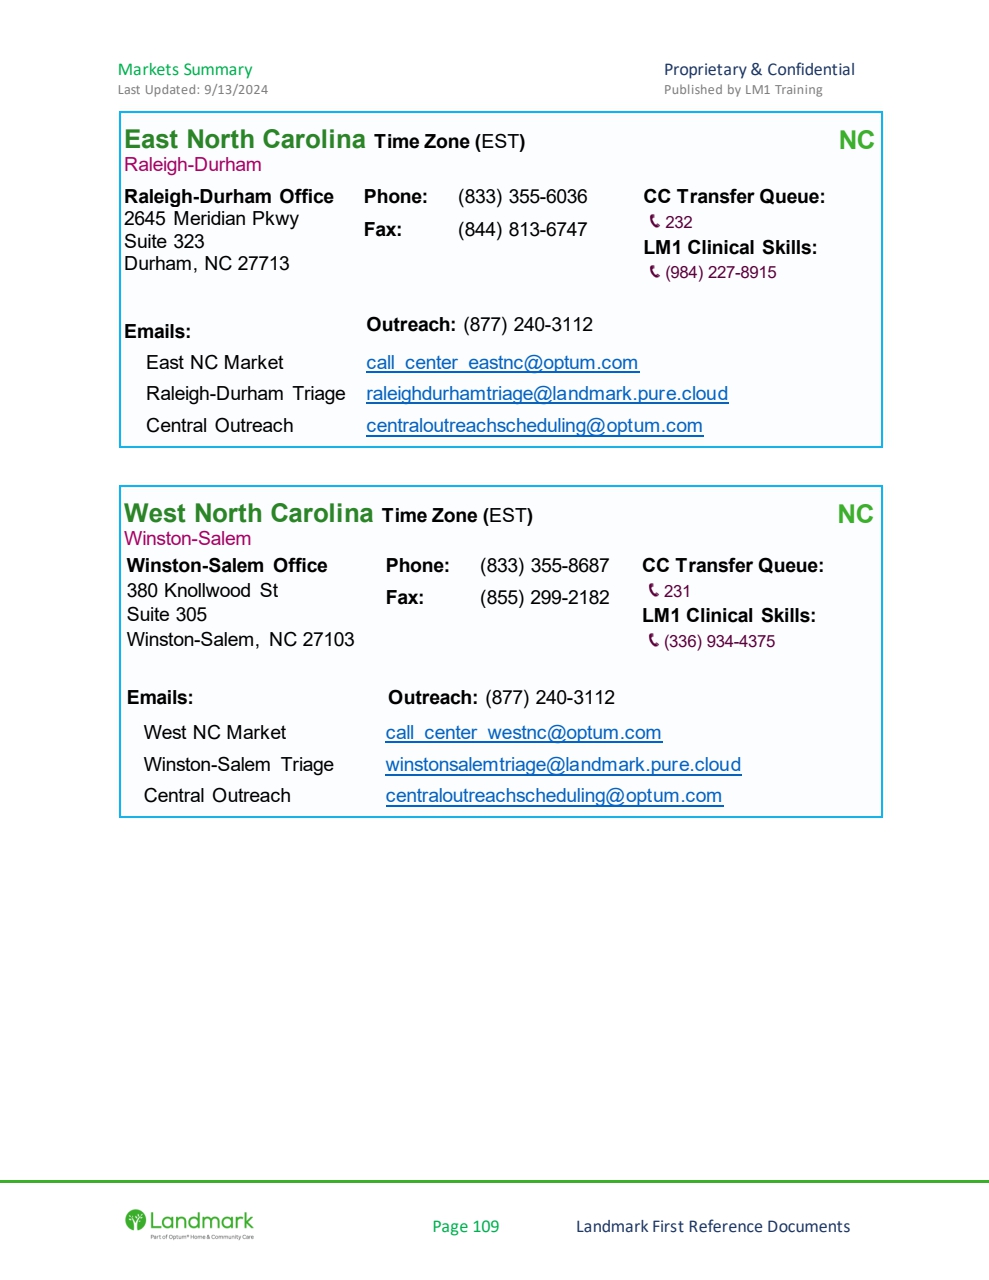 Markets Summary
Proprietary & Confidential
Last Updated: 9/13/2024
Published by LM1 Training
East North Carolina Time Zone (EST)
NC
Raleigh-Durham
Raleigh-Durham Office
Phone: (833) 355-6036
CC Transfer Queue:
2645 Meridian Pkwy
232
Suite 323
Fax: (844) 813-6747
LM1 Clinical Skills:
Durham, NC 27713
(984) 227-8915
Emails:
Outreach: (877) 240-3112
East NC Market call_center_eastnc@optum.com
Raleigh-Durham Triage raleighdurhamtriage@landmark.pure.cloud
Central Outreach centraloutreachscheduling@optum.com
West North Carolina Time Zone (EST)
NC
Winston-Salem
Winston-Salem Office
Phone: (833) 355-8687
CC Transfer Queue:
380 Knollwood St
231
Fax: (855) 299-2182
Suite 305
LM1 Clinical Skills:
Winston-Salem, NC 27103
(336) 934-4375
Emails:
Outreach: (877) 240-3112
West NC Market call_center_westnc@optum.com
Winston-Salem Triage winstonsalemtriage@landmark.pure.cloud
Central Outreach centraloutreachscheduling@optum.com
Landmark
Part of Optum® Home & Community Care
Page 109
Landmark First Reference Documents